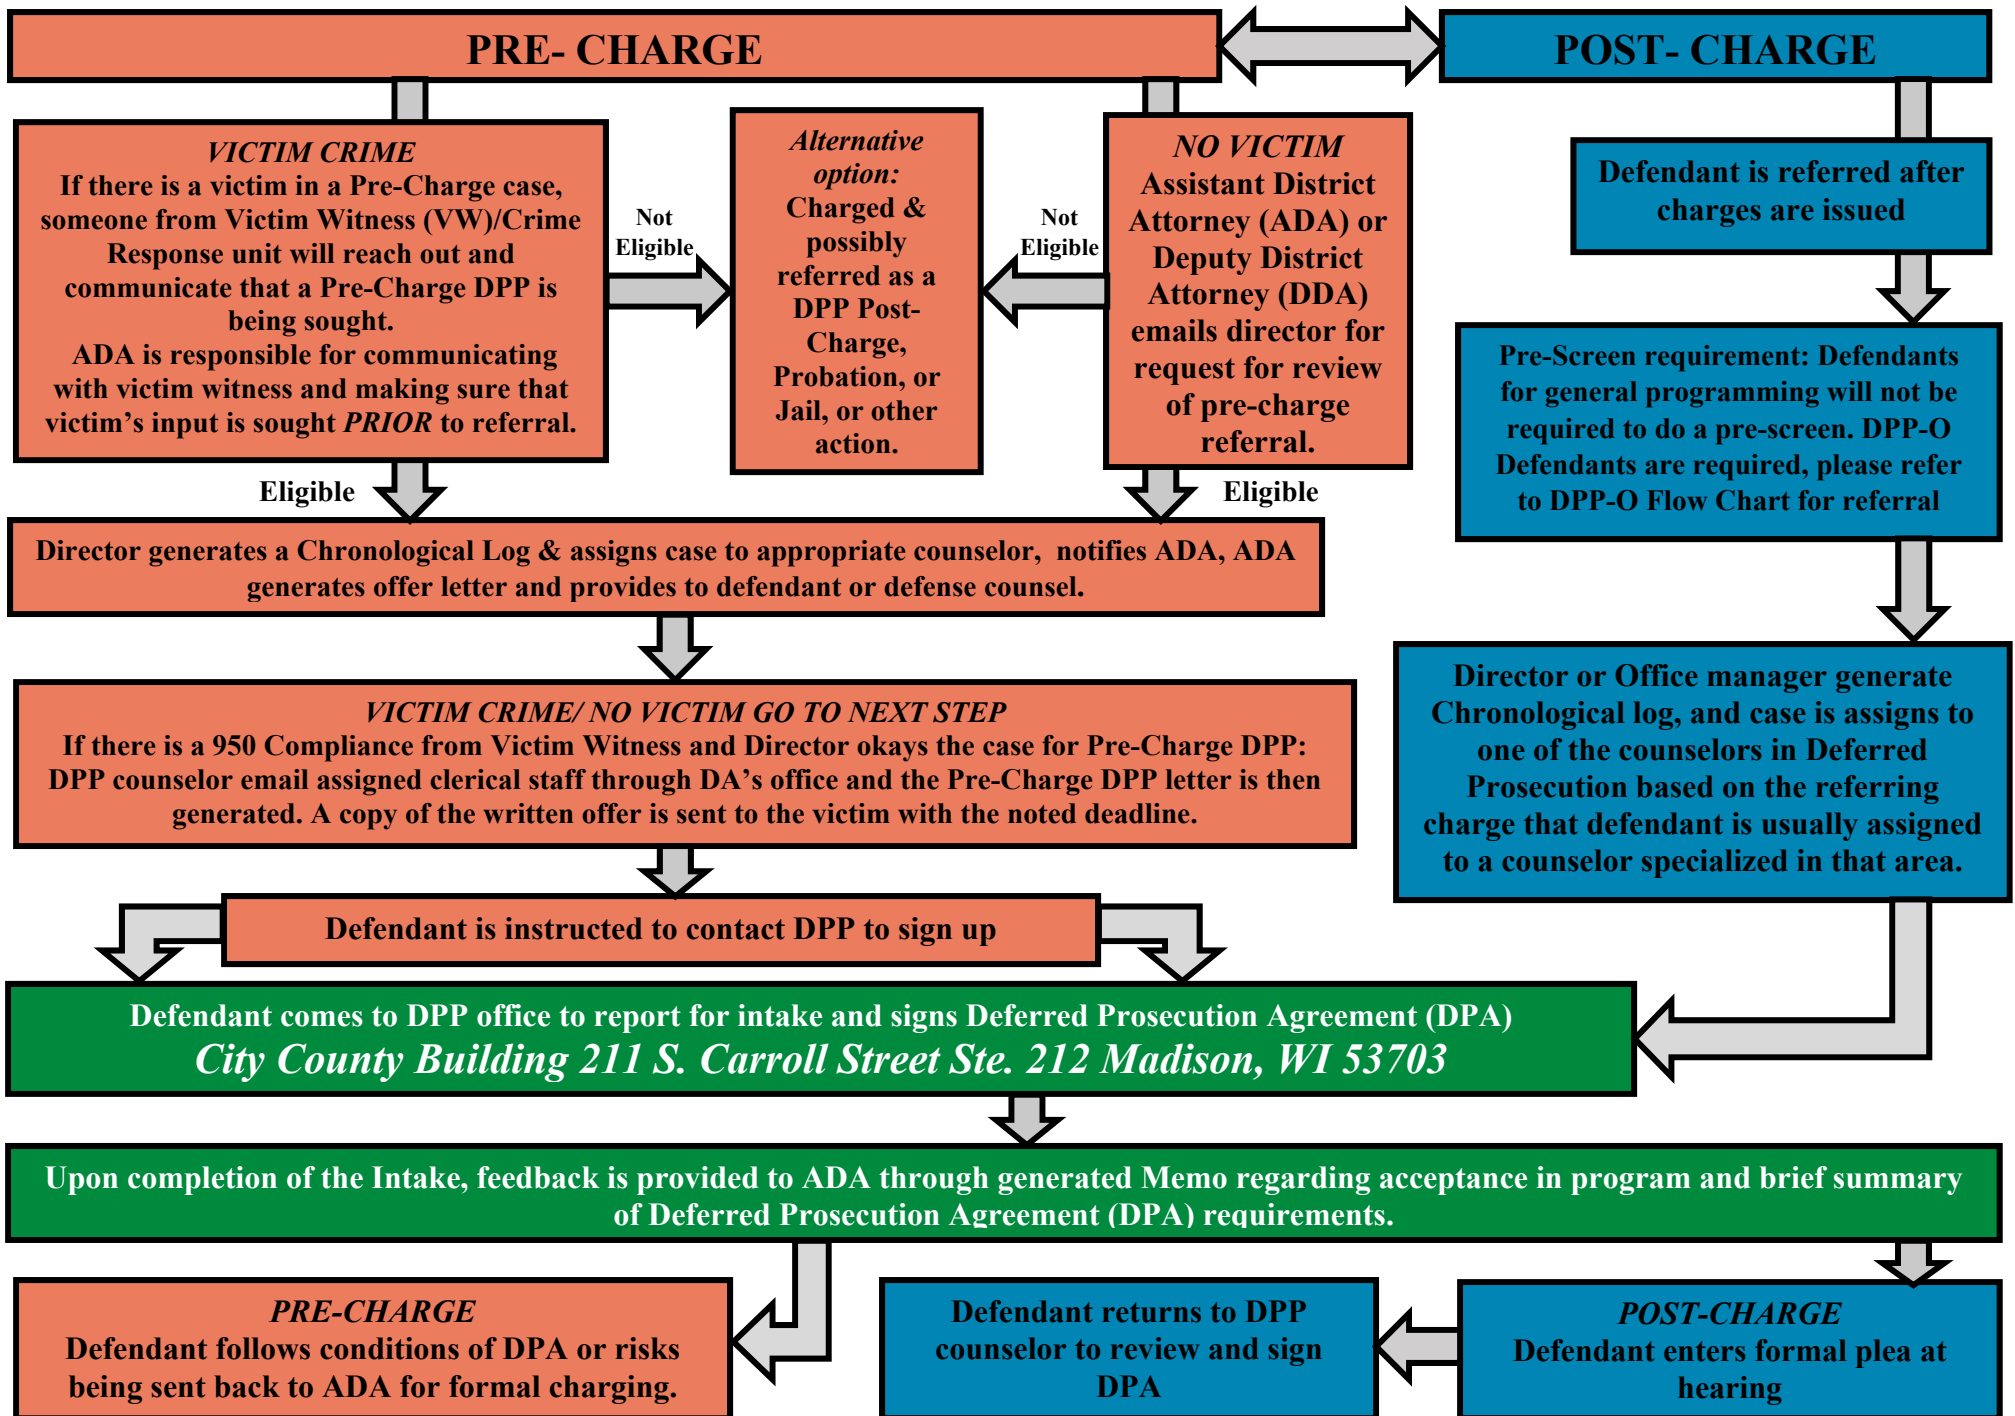 PRE- CHARGE
POST- CHARGE
VICTIM CRIME
If there is a victim in a Pre-Charge case,
someone from Victim Witness (VW)/Crime
Response unit will reach out and
communicate that a Pre-Charge DPP is
being sought.
ADA is responsible for communicating
with victim witness and making sure that
victim's input is sought PRIOR to referral.
Not
Eligible
Alternative
option:
Charged &
possibly
referred as a
DPP Post-
Charge,
Probation, or
Jail, or other
action.
Not
Eligible
NO VICTIM
Assistant District
Attorney (ADA) or
Deputy District
Attorney (DDA)
emails director for
request for review
of pre-charge
referral.
Defendant is referred after
charges are issued
Pre-Screen requirement: Defendants
for general programming will not be
required to do a pre-screen. DPP-O
Defendants are required, please refer
to DPP-O Flow Chart for referral
Eligible
Eligible
Director generates a Chronological Log & assigns case to appropriate counselor,  notifies ADA, ADA
generates offer letter and provides to defendant or defense counsel.
VICTIM CRIME/ NO VICTIM GO TO NEXT STEP
If there is a 950 Compliance from Victim Witness and Director okays the case for Pre-Charge DPP:
DPP counselor email assigned clerical staff through DA's office and the Pre-Charge DPP letter is then
generated. A copy of the written offer is sent to the victim with the noted deadline.
Director or Office manager generate
Chronological log, and case is assigns to
one of the counselors in Deferred
Prosecution based on the referring
charge that defendant is usually assigned
to a counselor specialized in that area.
Defendant is instructed to contact DPP to sign up
Defendant comes to DPP office to report for intake and signs Deferred Prosecution Agreement (DPA)
City County Building 211 S. Carroll Street Ste. 212 Madison, WI 53703
Upon completion of the Intake, feedback is provided to ADA through generated Memo regarding acceptance in program and brief summary
of Deferred Prosecution Agreement (DPA) requirements.
PRE-CHARGE
Defendant follows conditions of DPA or risks
being sent back to ADA for formal charging.
Defendant returns to DPP
counselor to review and sign
DPA
POST-CHARGE
Defendant enters formal plea at
hearing